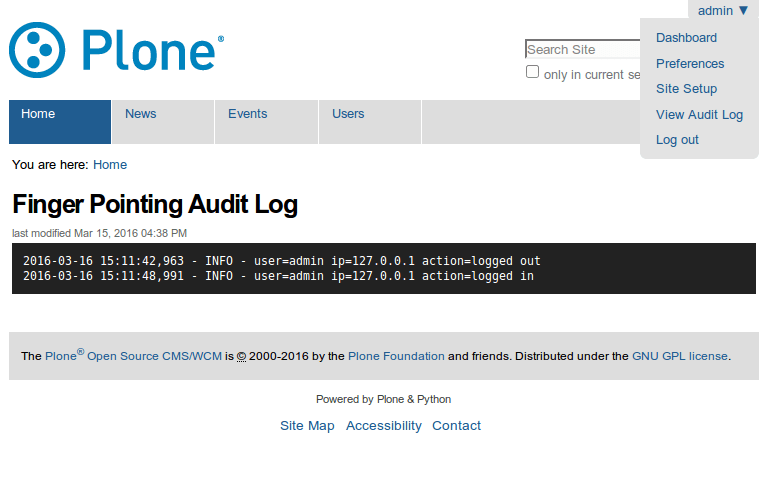 admin ▼
Plone®
Search Site
only in current se
Dashboard
Preferences
Site Setup
View Audit Log
Log out
Home
News
Events
Users
You are here: Home
Finger Pointing Audit Log
last modified Mar 15, 2016 04:38 PM
2016-03-16 15:11:42,963 - INFO - user=admin ip=127.0.0.1 action=logged out
2016-03-16 15:11:48,991 - INFO - user=admin ip=127.0.0.1 action=logged in
The Plone® Open Source CMS/WCM is © 2000-2016 by the Plone Foundation and friends. Distributed under the GNU GPL license.
Powered by Plone & Python
Site Map Accessibility Contact